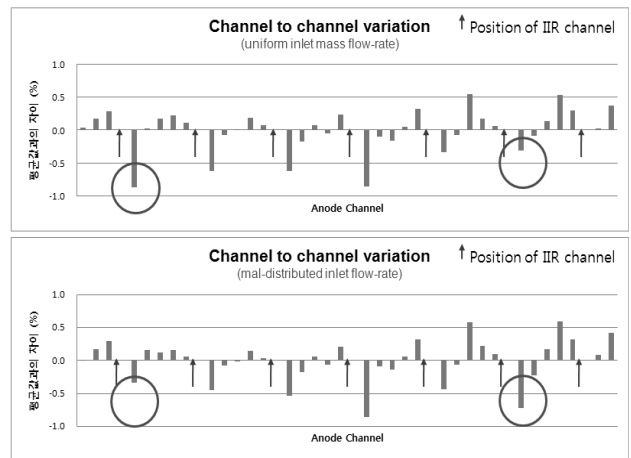 Channel to channel variation
(uniform inlet mass flow-rate)
↑ Position of IIR channel
평균값과의 차이 (%)
1.0
0.5
0.0
-0.5
-1.0
Anode Channel
Channel to channel variation
(mal-distributed inlet flow-rate)
↑ Position of IIR channel
평균값과의 차이 (%)
1.0
0.5
0.0
-0.5
-1.0
Anode Channel